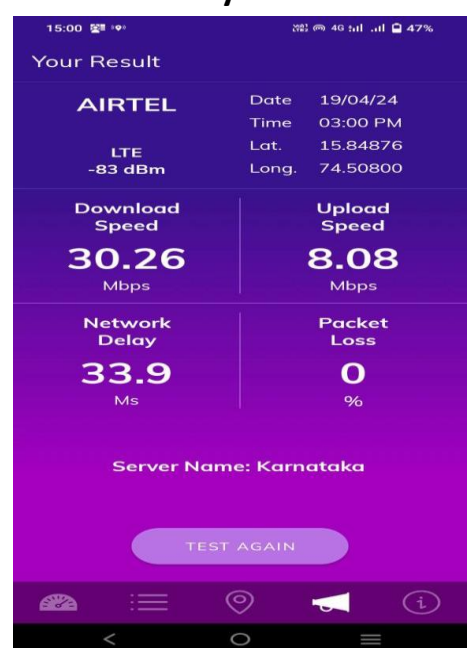 15:00 4G 47%
Your Result
AIRTEL
LTE
-83 dBm
Date 19/04/24
Time 03:00 PM
Lat. 15.84876
Long. 74.50800
Download
Speed
30.26
Mbps
Upload
Speed
8.08
Mbps
Network
Delay
33.9
Ms
Packet
Loss
0
%
Server Name: Karnataka
TEST AGAIN